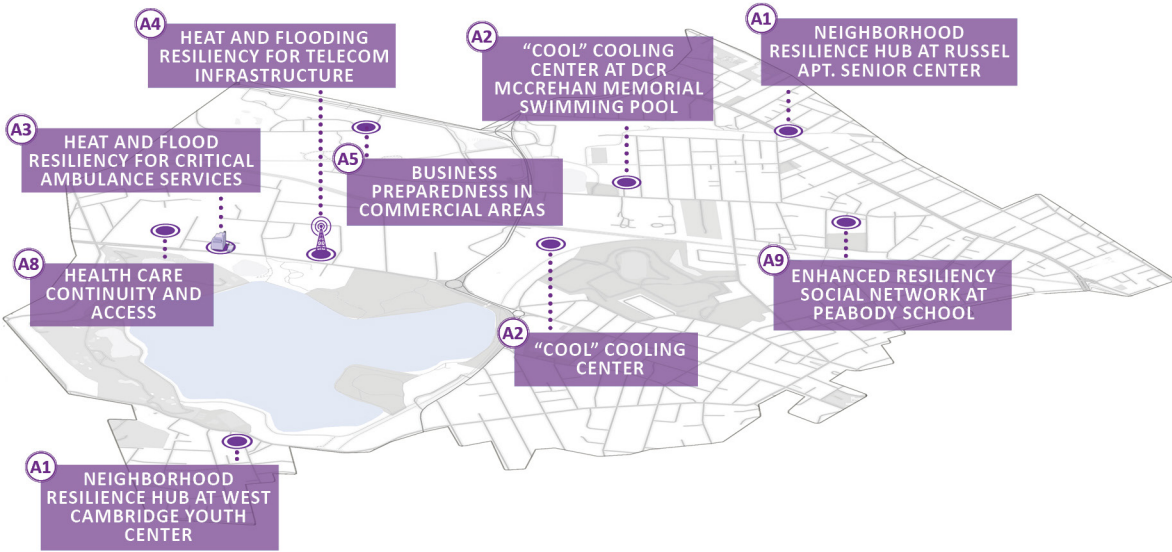 A4
HEAT AND FLOODING
RESILIENCY FOR TELECOM
INFRASTRUCTURE
A2
“COOL” COOLING
CENTER AT DCR
MCCREHAN MEMORIAL
SWIMMING POOL
A1
NEIGHBORHOOD
RESILIENCE HUB AT RUSSEL
APT. SENIOR CENTER
A3
HEAT AND FLOOD
RESILIENCY FOR CRITICAL
AMBULANCE SERVICES
A5
BUSINESS
PREPAREDNESS IN
COMMERCIAL AREAS
A8
HEALTH CARE
CONTINUITY AND
ACCESS
A9
ENHANCED RESILIENCY
SOCIAL NETWORK AT
PEABODY SCHOOL
A2
“COOL” COOLING
CENTER
A1
NEIGHBORHOOD
RESILIENCE HUB AT WEST
CAMBRIDGE YOUTH
CENTER